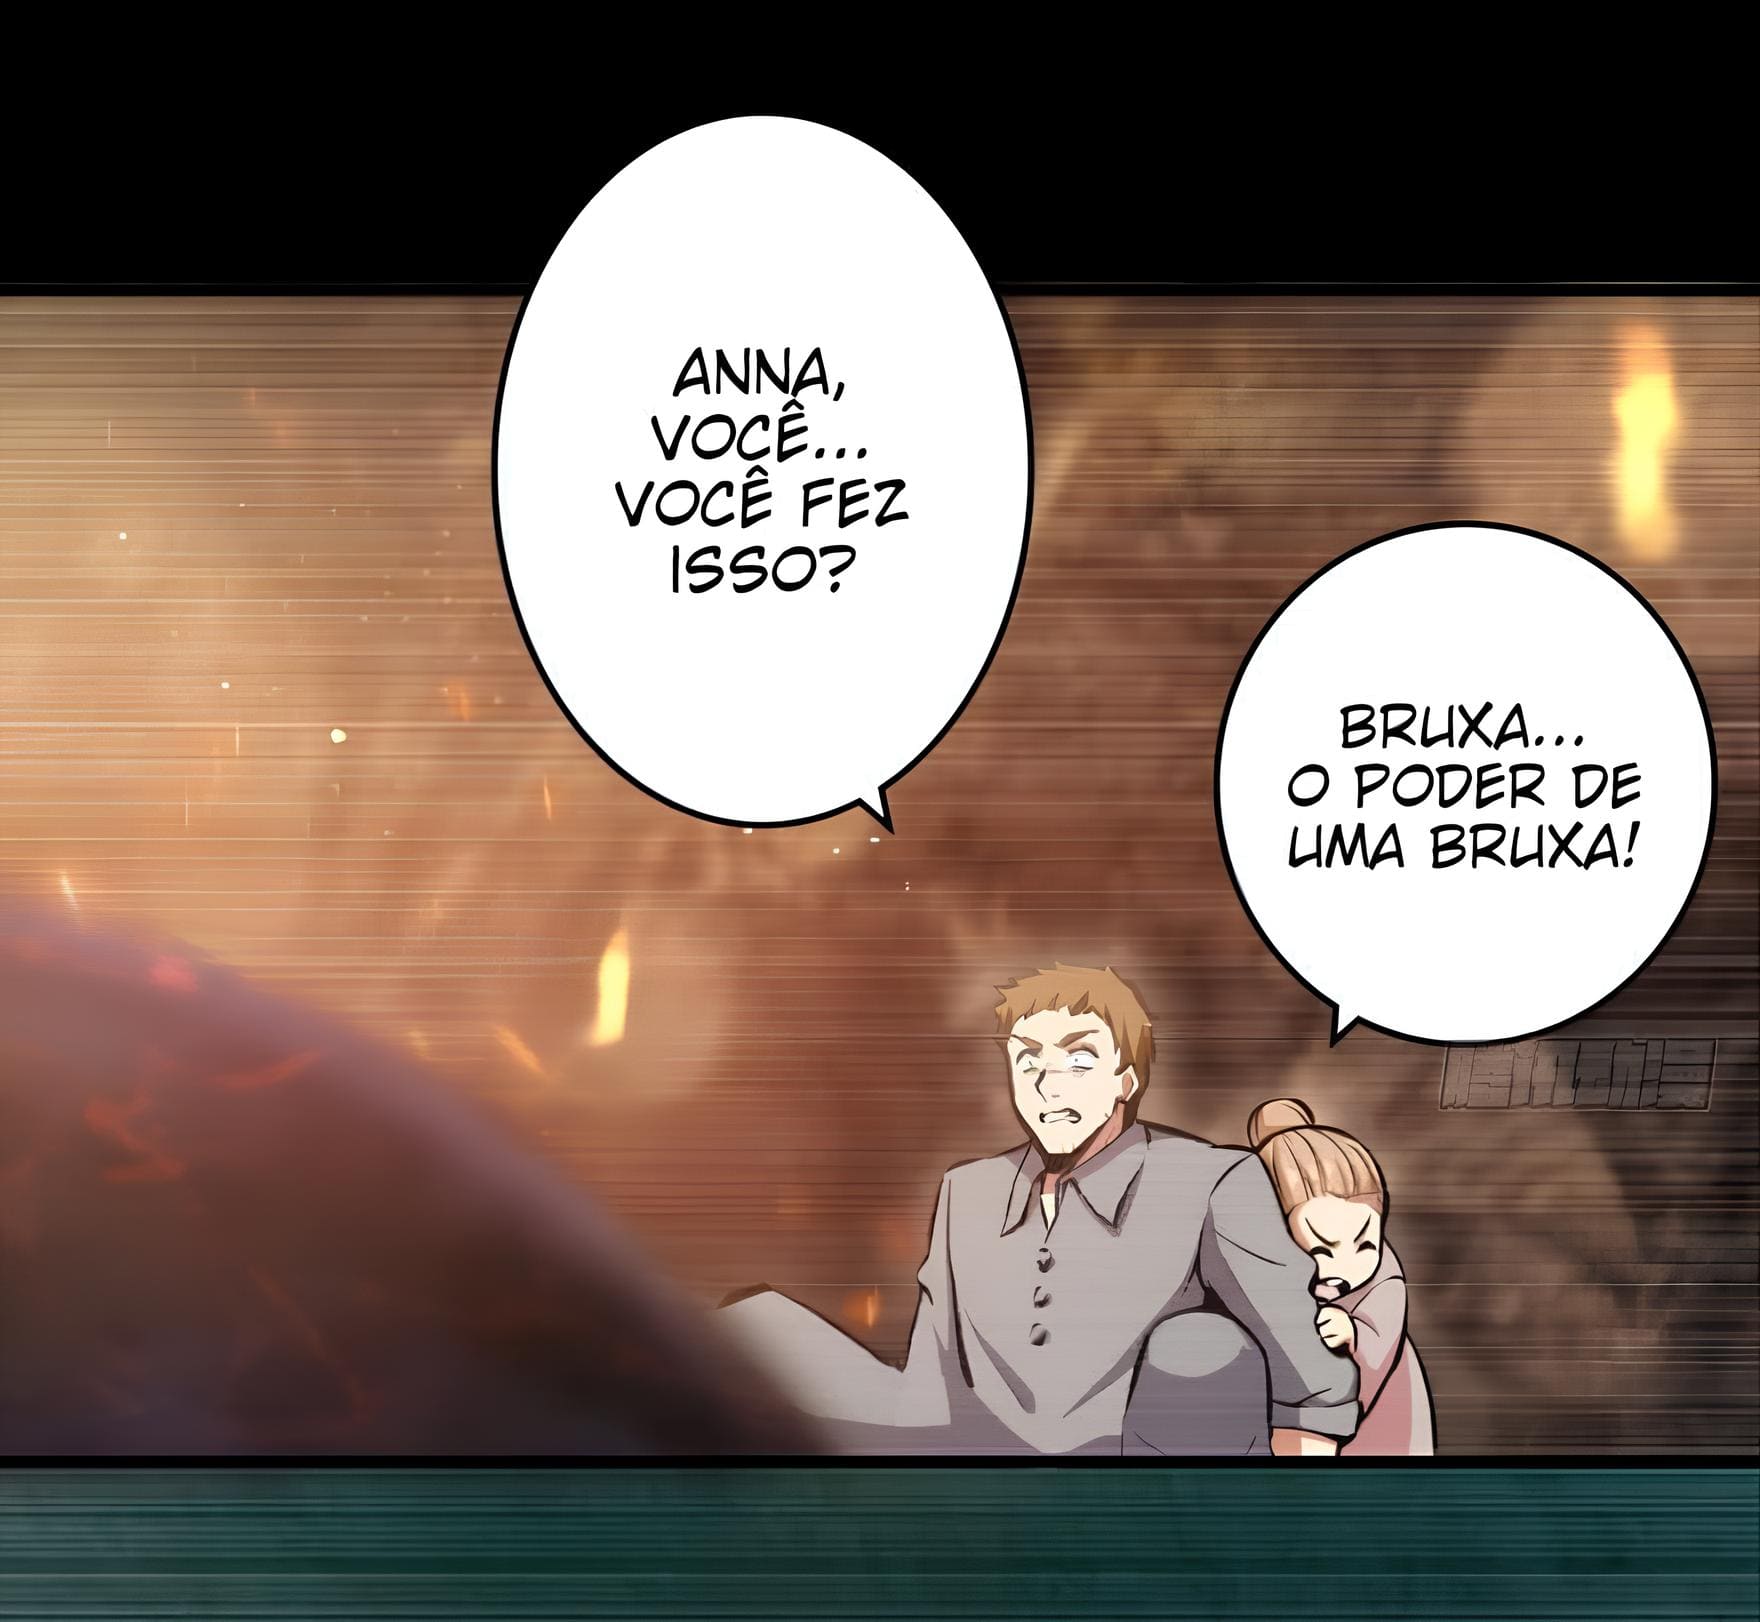 ANNA,
VOCÊ...
VOCÊ FEZ
ISSO?
BRUXA...
O PODER DE
UMA BRUXA!